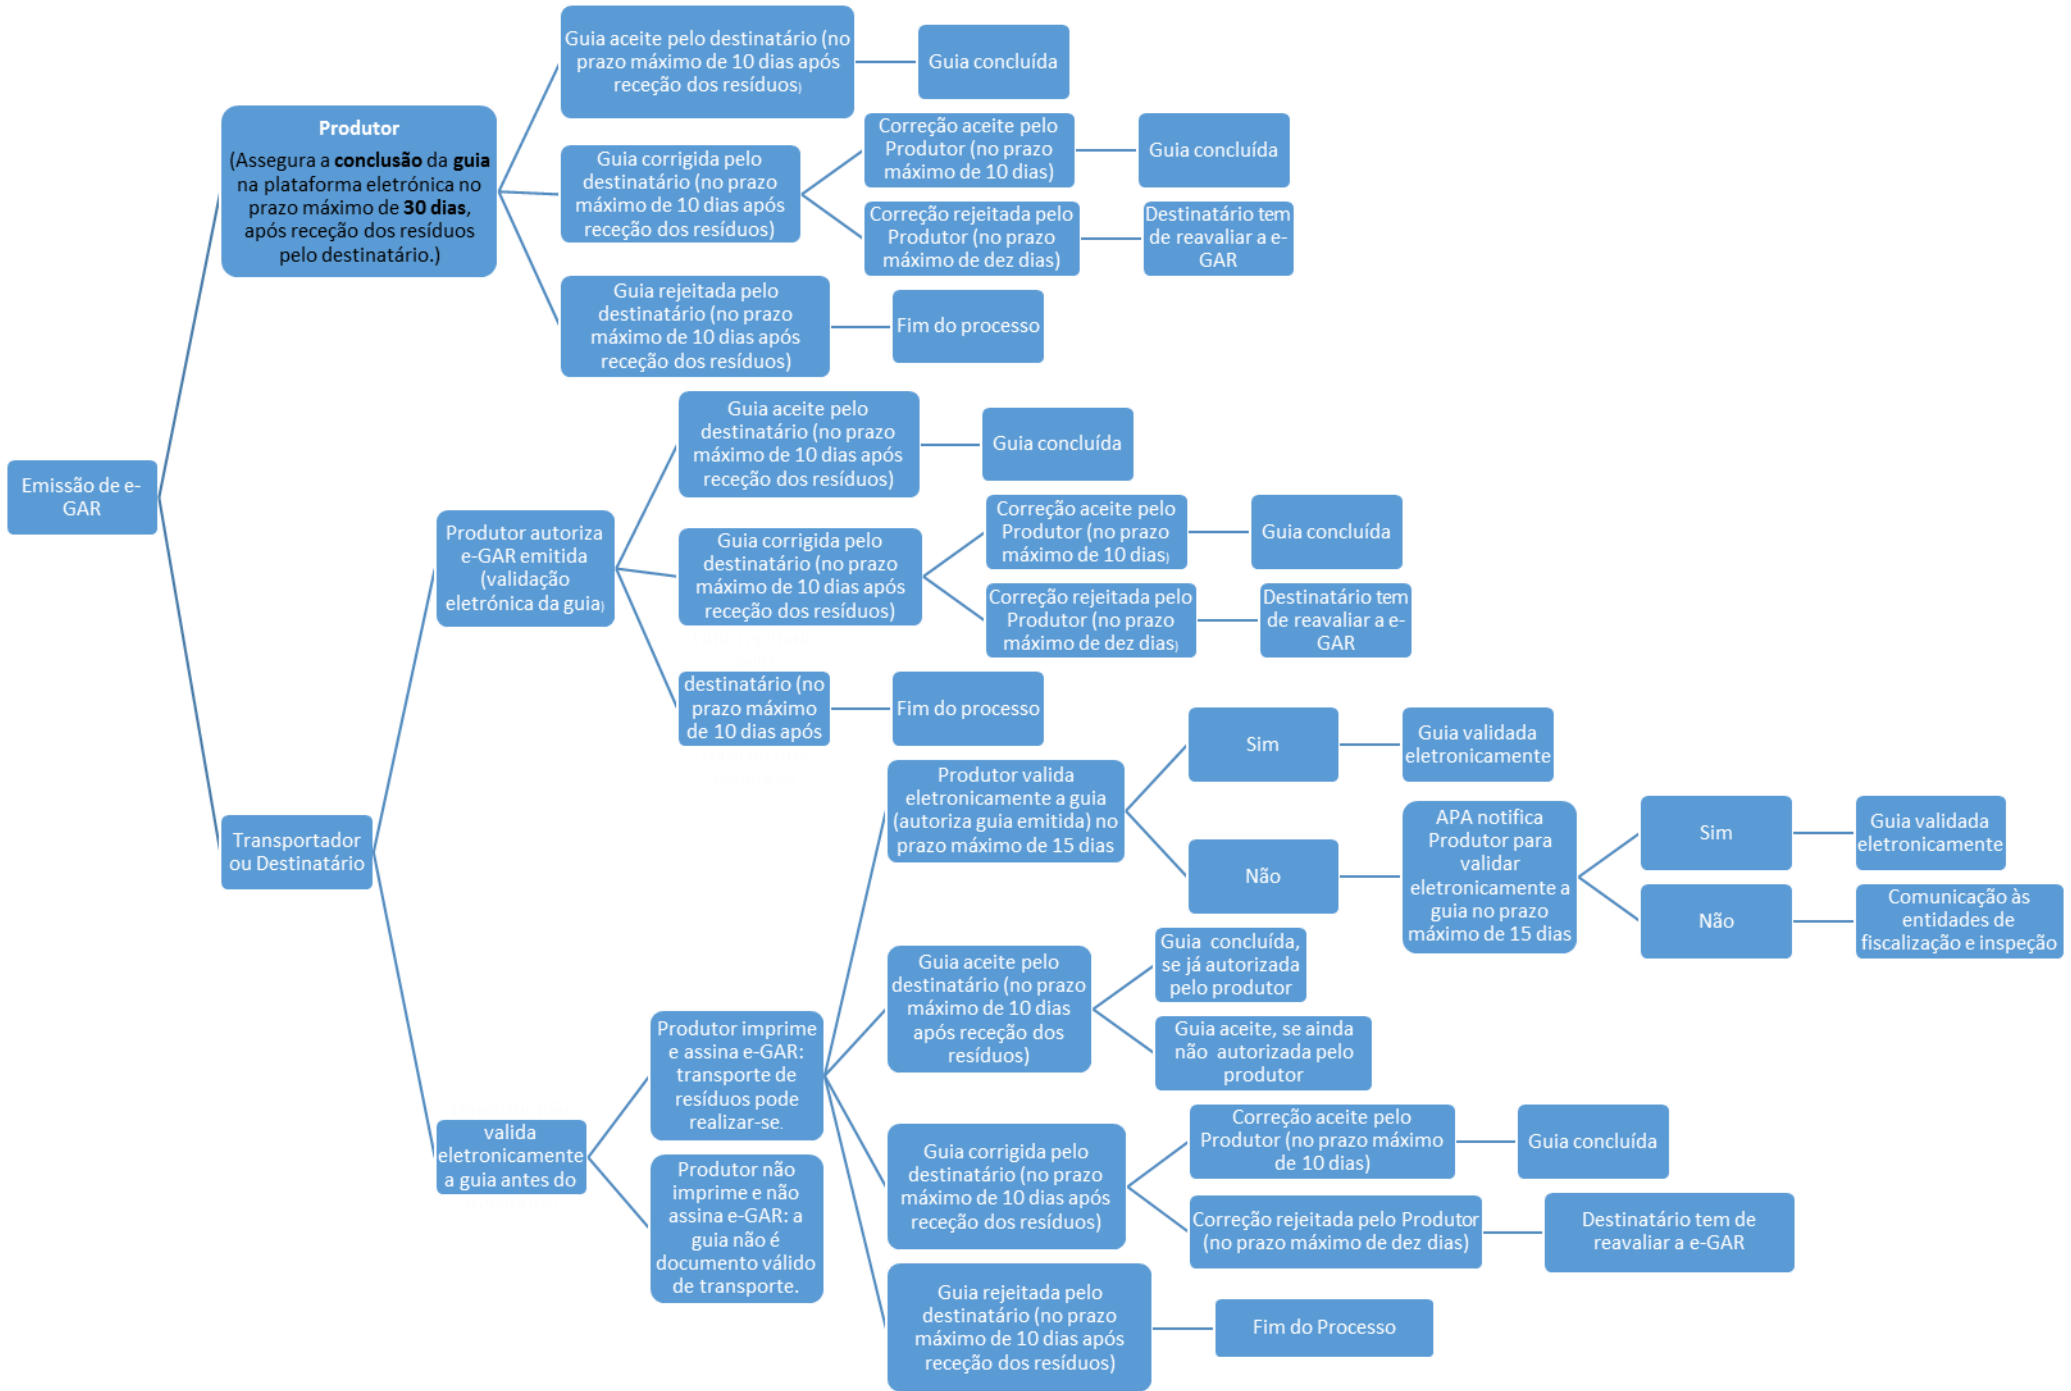 Emissão de e-
GAR
Produtor
(Assegura a conclusão da guia
na plataforma eletrónica no
prazo máximo de 30 dias,
após receção dos resíduos
pelo destinatário.)
Guia aceite pelo destinatário (no
prazo máximo de 10 dias após
receção dos resíduos)
Guia concluída
Guia corrigida pelo
destinatário (no prazo
máximo de 10 dias após
receção dos resíduos)
Correção aceite pelo
Produtor (no prazo
máximo de 10 dias)
Guia concluída
Correção rejeitada pelo
Produtor (no prazo
máximo de dez dias)
Destinatário tem
de reavaliar a e-
GAR
Guia rejeitada pelo
destinatário (no prazo
máximo de 10 dias após
receção dos resíduos)
Fim do processo
Transportador
ou Destinatário
Produtor autoriza
e-GAR emitida
(validação
eletrónica da guia)
Guia aceite pelo
destinatário (no prazo
máximo de 10 dias após
receção dos resíduos)
Guia concluída
Guia corrigida pelo
destinatário (no prazo
máximo de 10 dias após
receção dos resíduos)
Correção aceite pelo
Produtor (no prazo
máximo de 10 dias)
Guia concluída
Correção rejeitada pelo
Produtor (no prazo
máximo de dez dias)
Destinatário tem
de reavaliar a e-
GAR
destinatário (no
prazo máximo
de 10 dias após
Fim do processo
valida
eletronicamente
a guia antes do
Produtor imprime
e assina e-GAR:
transporte de
resíduos pode
realizar-se.
Produtor valida
eletronicamente a guia
(autoriza guia emitida) no
prazo máximo de 15 dias
Sim
Guia validada
eletronicamente
Não
APA notifica
Produtor para
validar
eletronicamente a
guia no prazo
máximo de 15 dias
Sim
Guia validada
eletronicamente
Não
Comunicação às
entidades de
fiscalização e inspeção
Guia aceite pelo
destinatário (no prazo
máximo de 10 dias
após receção dos
resíduos)
Guia concluída,
se já autorizada
pelo produtor
Guia aceite, se ainda
não autorizada pelo
produtor
Guia corrigida pelo
destinatário (no prazo
máximo de 10 dias após
receção dos resíduos)
Correção aceite pelo
Produtor (no prazo máximo
de 10 dias)
Guia concluída
Correção rejeitada pelo Produtor
(no prazo máximo de dez dias)
Destinatário tem de
reavaliar a e-GAR
Guia rejeitada pelo
destinatário (no prazo
máximo de 10 dias após
receção dos resíduos)
Fim do Processo
Produtor não
imprime e não
assina e-GAR: a
guia não é
documento válido
de transporte.